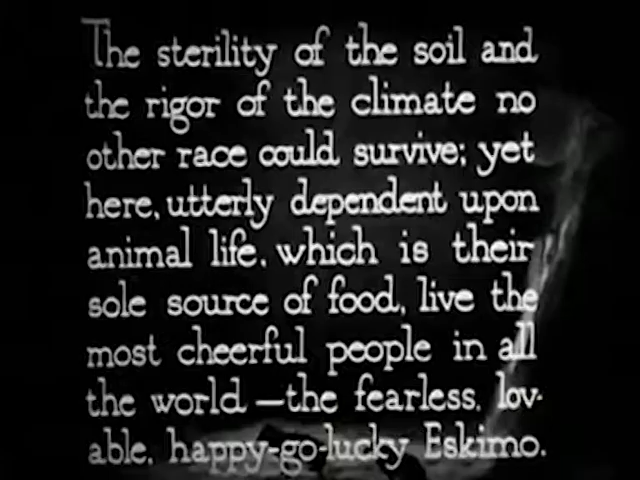 The sterility of the soil and
the rigor of the climate no
other race could survive; yet
here, utterly dependent upon
animal life, which is their
sole source of food, live the
most cheerful people in all
the world—the fearless, lov-
able, happy-go-lucky Eskimo.